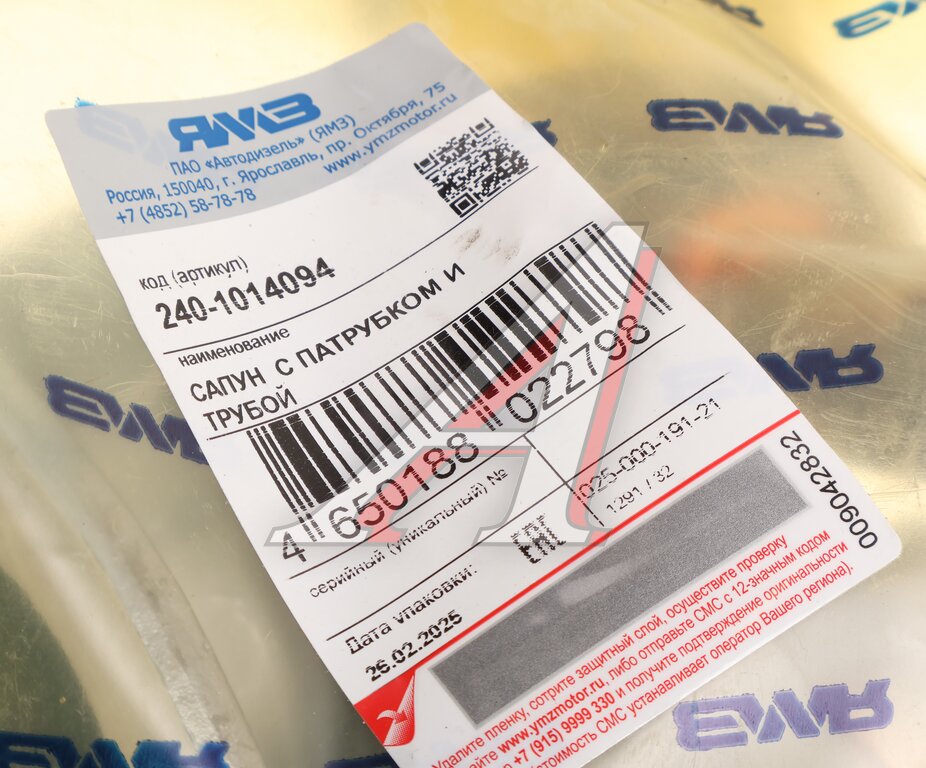 ЯМЗ
ПАО «Автодизель» (ЯМЗ)
Россия, 150040, г. Ярославль, пр. Октября, 75
+7 (4852) 58-78-78
www.ymzmotor.ru
код (артикул)
240-1014094
наименование
САПУН С ПАТРУБКОМ И
ТРУБОЙ
4 650188 022798
серийный (уникальный) №
025-000-191-21
1291 / 32
Дата упаковки:
26.02.2025
EAC
009042832
Удалите пленку, сотрите защитный слой, осуществите проверку
www.ymzmotor.ru ,либо отправьте СМС с 12-значным кодом
+7 (915) 9999 330 и получите подтверждение оригинальности
стоимость СМС устанавливает оператор Вашего региона).
ЯМЗ
ЯМЗ
ЯМЗ
ЯМЗ
ЯМЗ